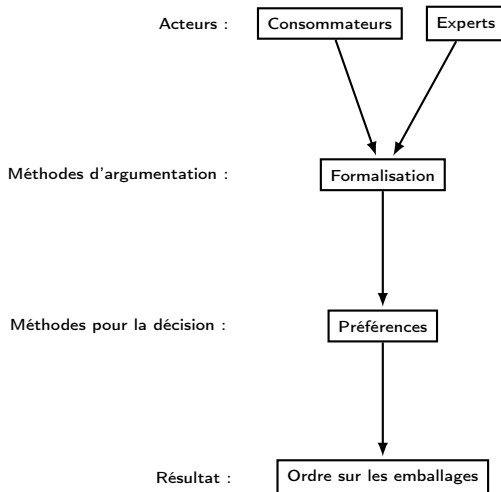 Acteurs : Consommateurs Experts
Méthodes d'argumentation : Formalisation
Méthodes pour la décision : Préférences
Résultat : Ordre sur les emballages